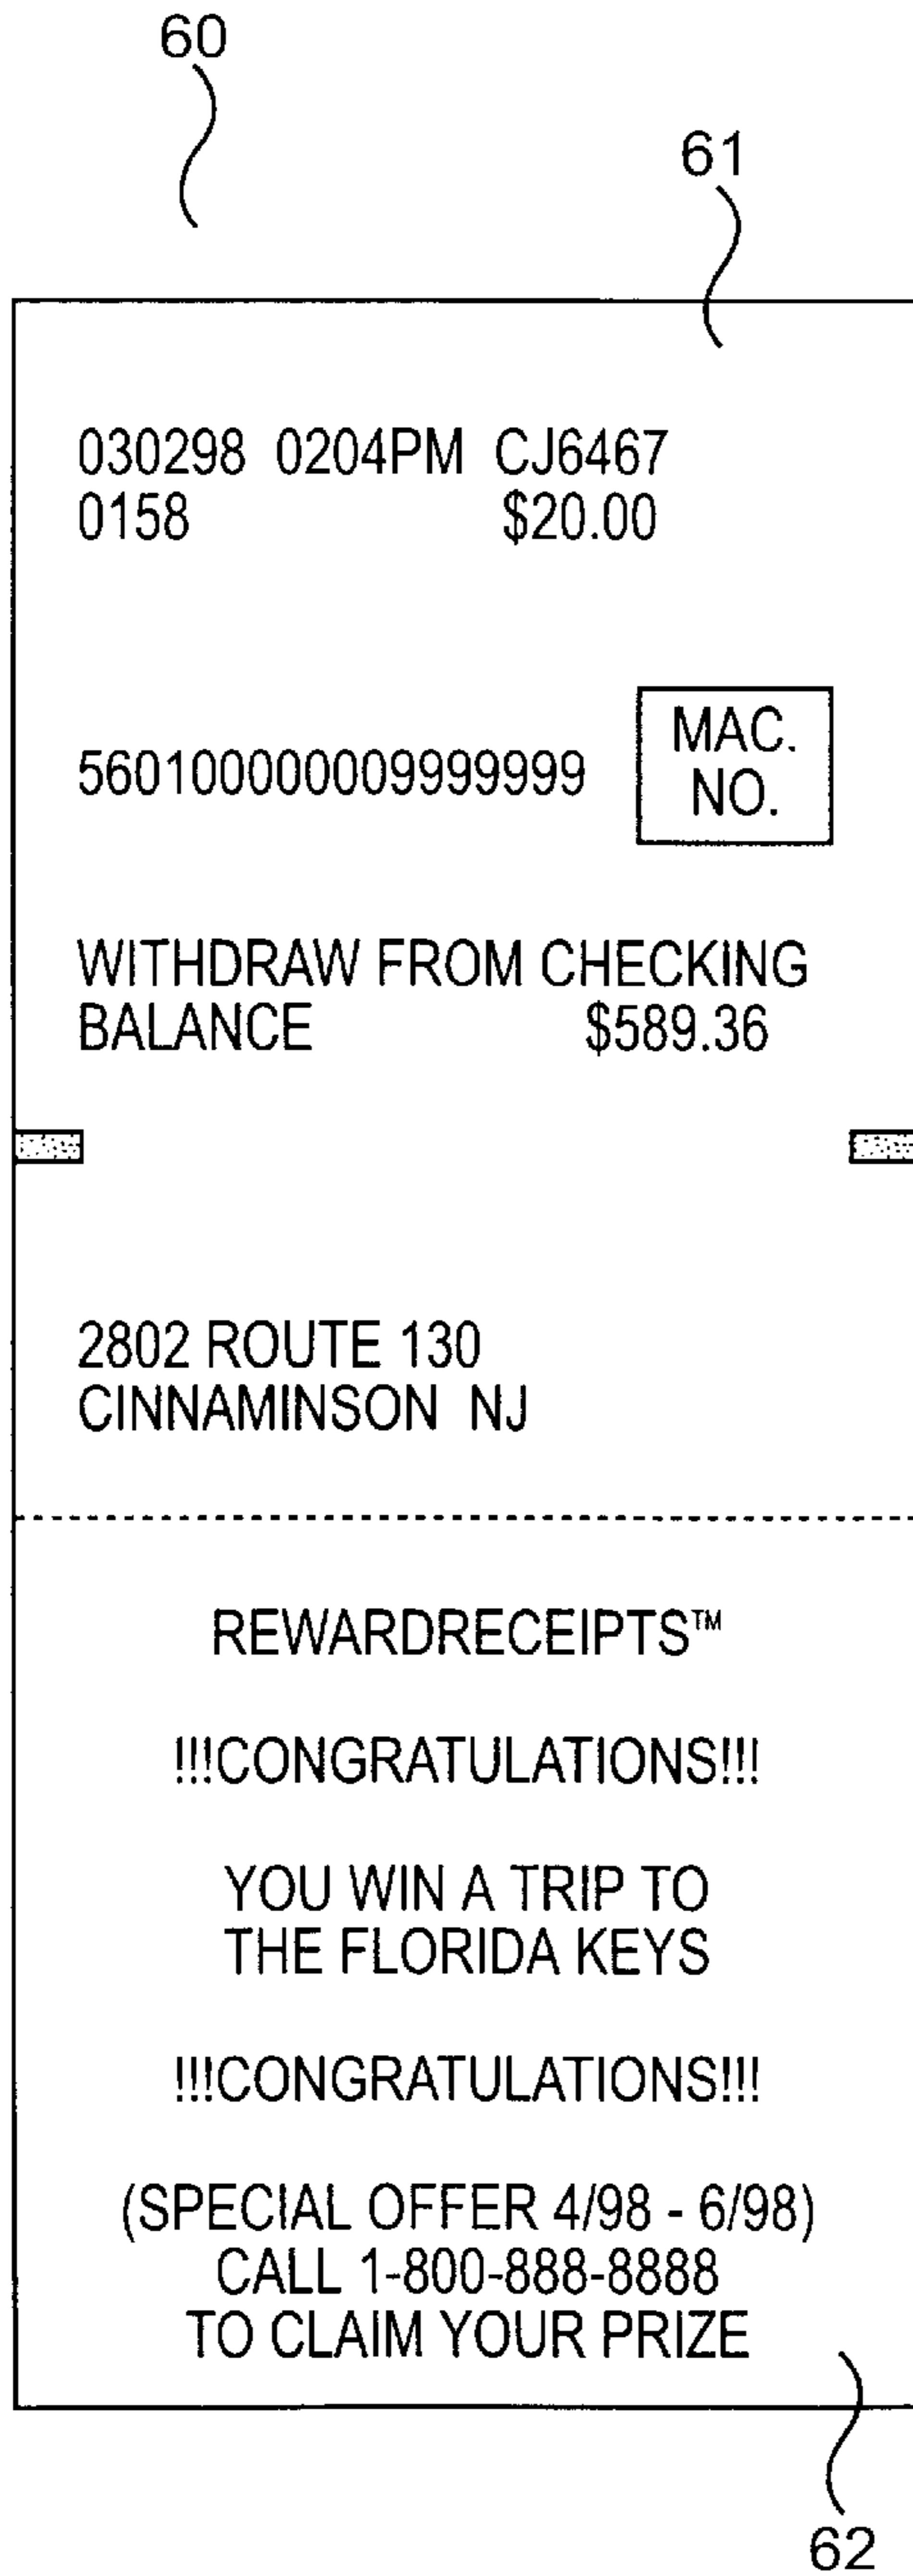 60
61
030298 0204PM CJ6467
0158 $20.00
5601000000009999999
MAC.
NO.
WITHDRAW FROM CHECKING
BALANCE $589.36
2802 ROUTE 130
CINNAMINSON NJ
REWARDRECEIPTS™
!!!CONGRATULATIONS!!!
YOU WIN A TRIP TO
THE FLORIDA KEYS
!!!CONGRATULATIONS!!!
(SPECIAL OFFER 4/98 - 6/98)
CALL 1-800-888-8888
TO CLAIM YOUR PRIZE
62